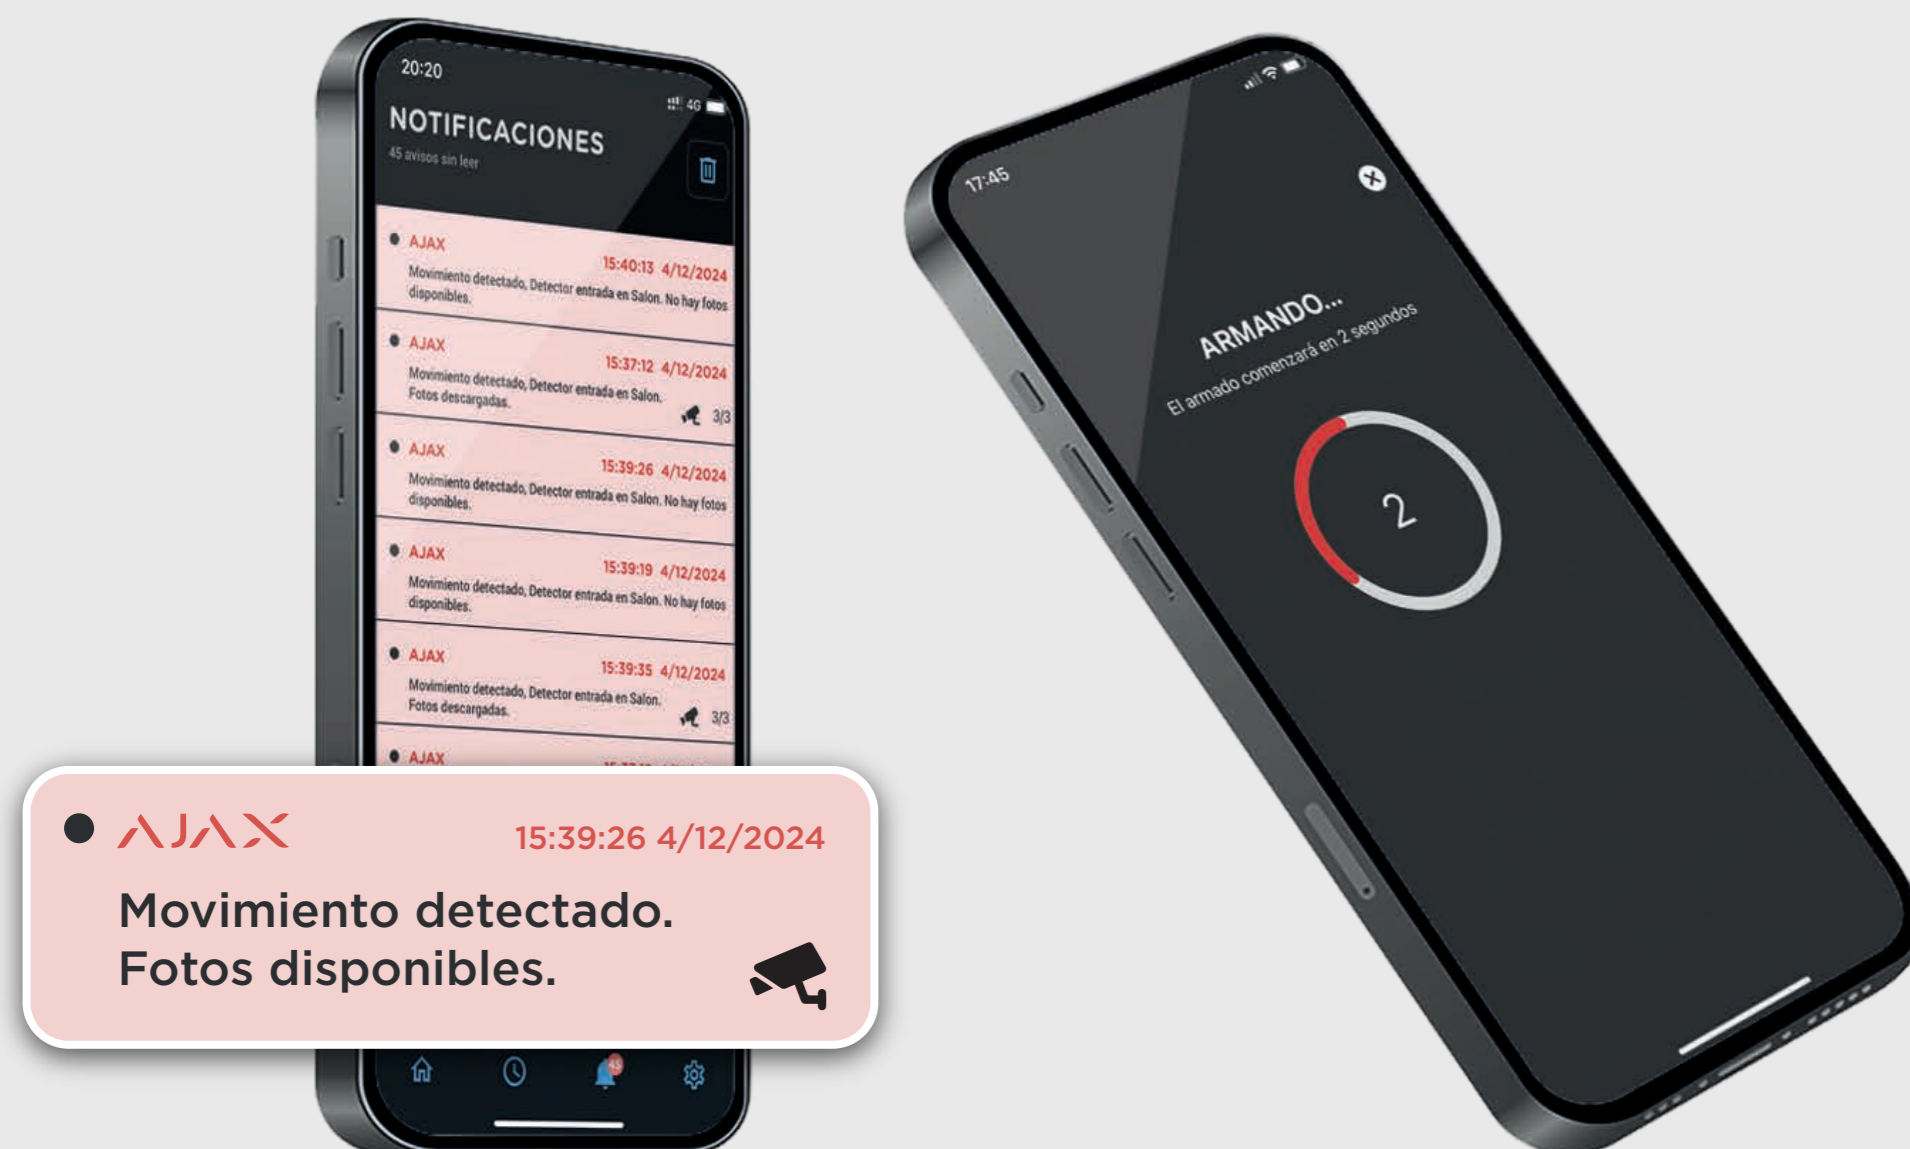 20:20
4G
NOTIFICACIONES
45 avisos sin leer
AJAX
15:40:13 4/12/2024
Movimiento detectado, Detector entrada en Salon. No hay fotos
disponibles.
AJAX
15:37:12 4/12/2024
Movimiento detectado, Detector entrada en Salon.
Fotos descargadas.
3/3
AJAX
15:39:26 4/12/2024
Movimiento detectado, Detector entrada en Salon. No hay fotos
disponibles.
AJAX
15:39:19 4/12/2024
Movimiento detectado, Detector entrada en Salon. No hay fotos
disponibles.
AJAX
15:39:35 4/12/2024
Movimiento detectado, Detector entrada en Salon.
Fotos descargadas.
3/3
AJAX
AJAX
15:39:26 4/12/2024
Movimiento detectado.
Fotos disponibles.
45
17:45
ARMANDO...
El armado comenzará en 2 segundos
2